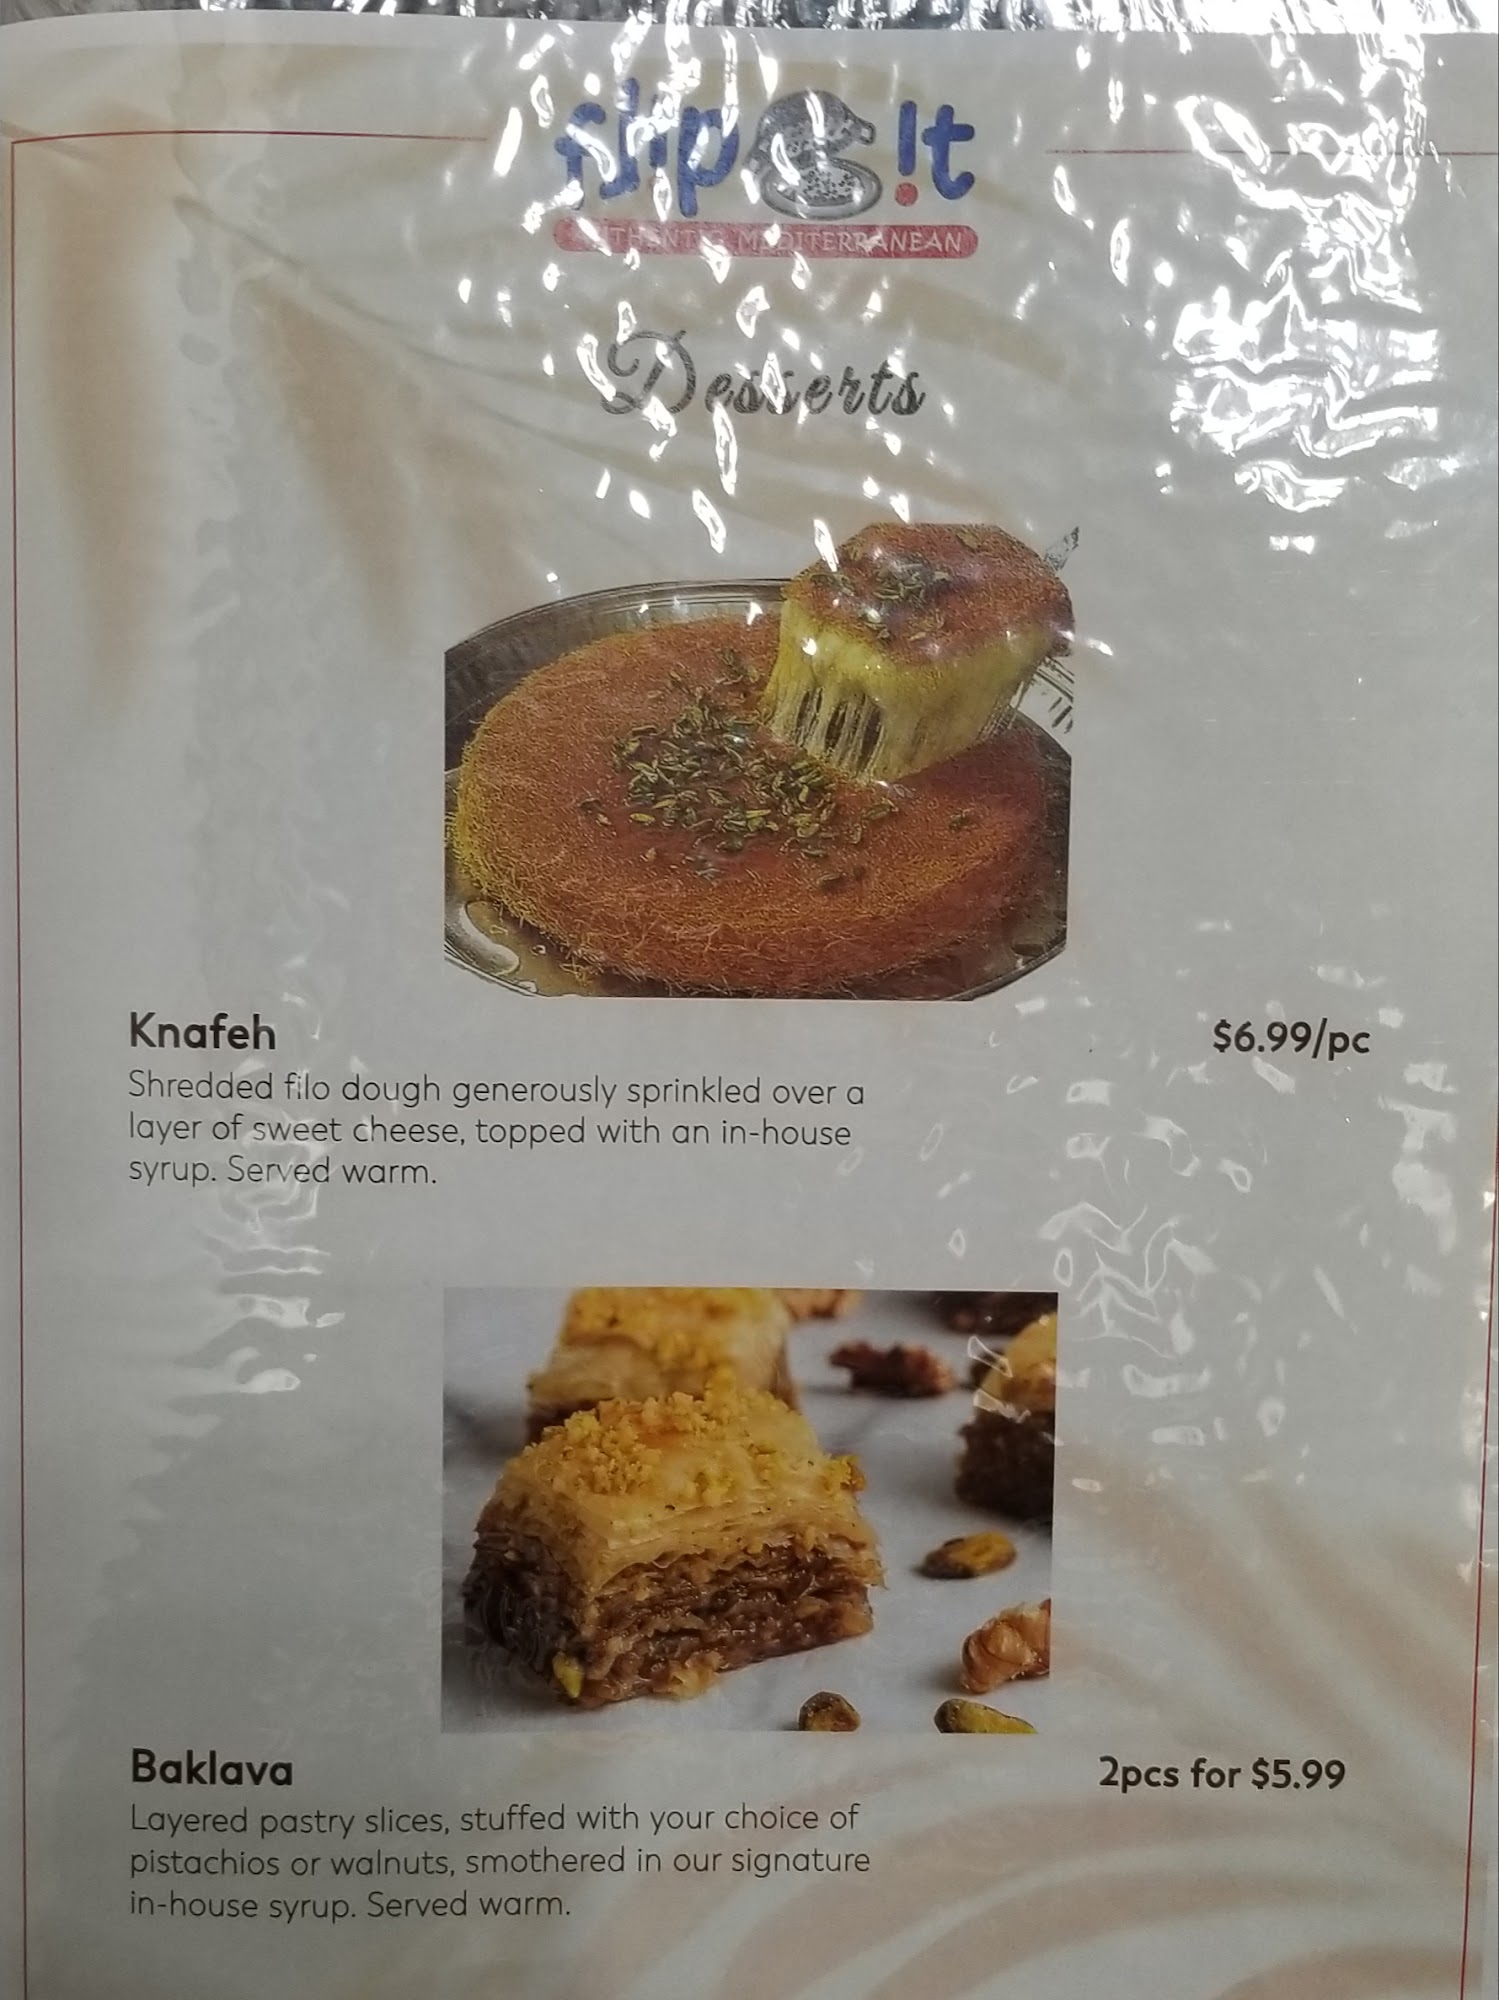 flip !t
AUTHENTIC MEDITERRANEAN
Desserts
Knafeh $6.99/pc
Shredded filo dough generously sprinkled over a
layer of sweet cheese, topped with an in-house
syrup. Served warm.
Baklava 2pcs for $5.99
Layered pastry slices, stuffed with your choice of
pistachios or walnuts, smothered in our signature
in-house syrup. Served warm.